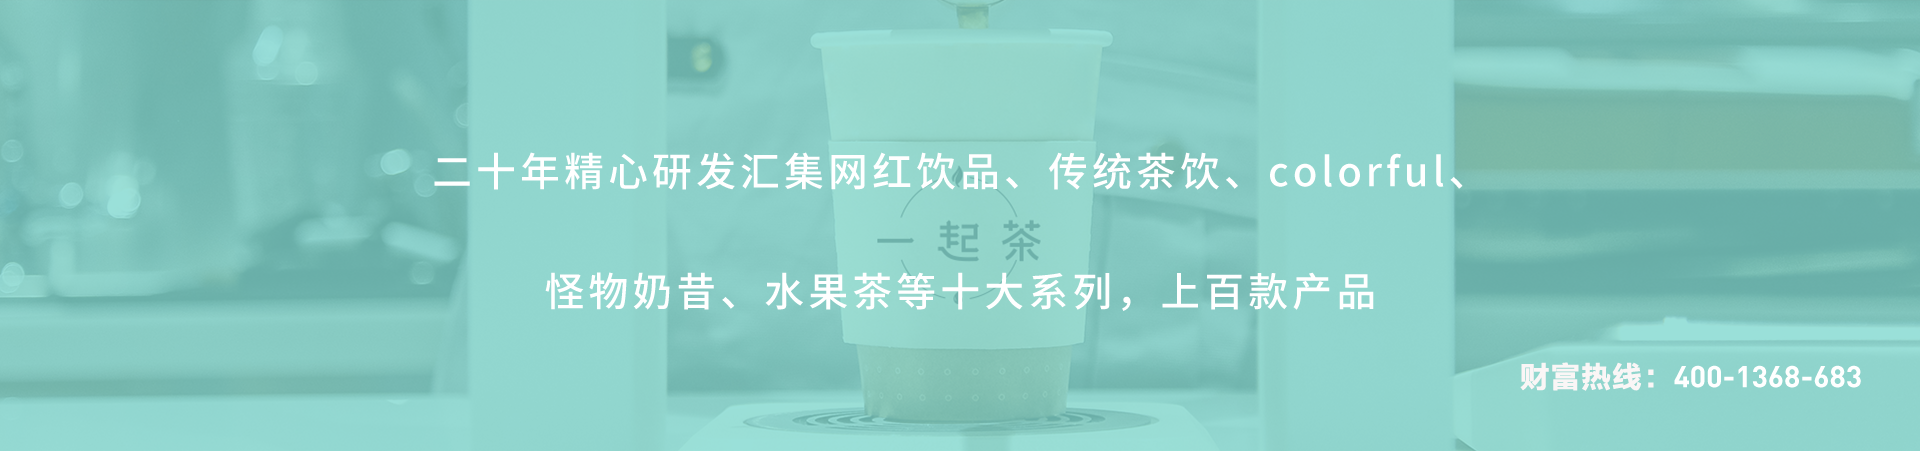 二十年精心研发汇集网红饮品、传统茶饮、colorful、
一起茶
怪物奶昔、水果茶等十大系列，上百款产品
财富热线：400-1368-683